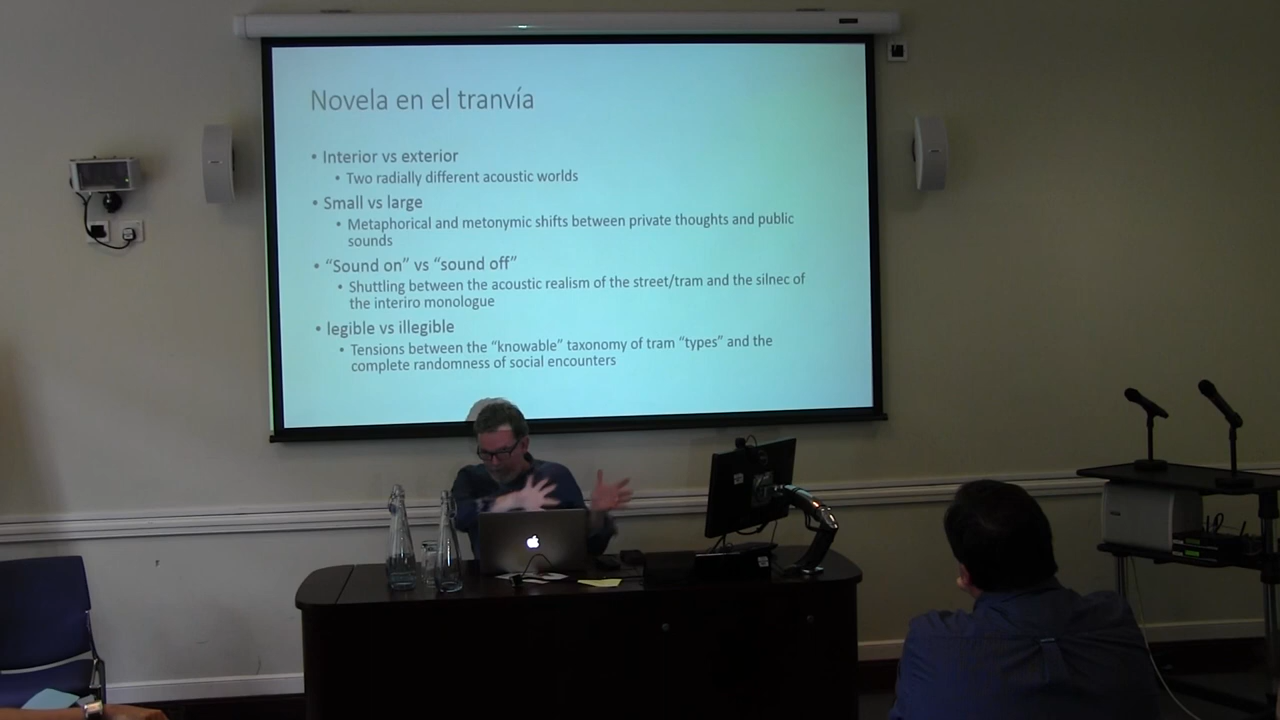 Novela en el tranvía
• Interior vs exterior
• Two radially different acoustic worlds
• Small vs large
• Metaphorical and metonymic shifts between private thoughts and public
sounds
• “Sound on” vs “sound off”
• Shuttling between the acoustic realism of the street/tram and the silnec of
the interiro monologue
• legible vs illegible
• Tensions between the “knowable” taxonomy of tram “types” and the
complete randomness of social encounters